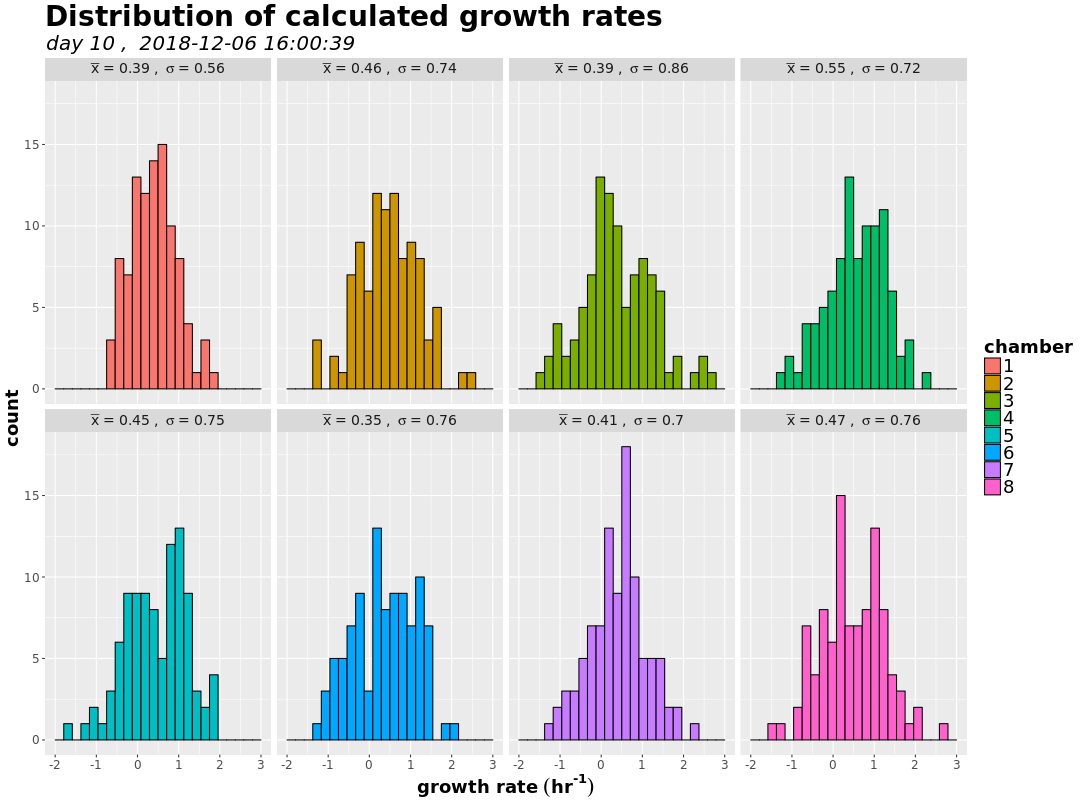 Distribution of calculated growth rates
day 10 ,  2018-12-06 16:00:39
x̅ = 0.39 ,  σ = 0.56
x̅ = 0.46 ,  σ = 0.74
x̅ = 0.39 ,  σ = 0.86
x̅ = 0.55 ,  σ = 0.72
15
10
5
0
x̅ = 0.45 ,  σ = 0.75
x̅ = 0.35 ,  σ = 0.76
x̅ = 0.41 ,  σ = 0.7
x̅ = 0.47 ,  σ = 0.76
15
10
5
0
-2 -1 0 1 2 3
-2 -1 0 1 2 3
-2 -1 0 1 2 3
-2 -1 0 1 2 3
count
growth rate (hr⁻¹)
chamber
1
2
3
4
5
6
7
8